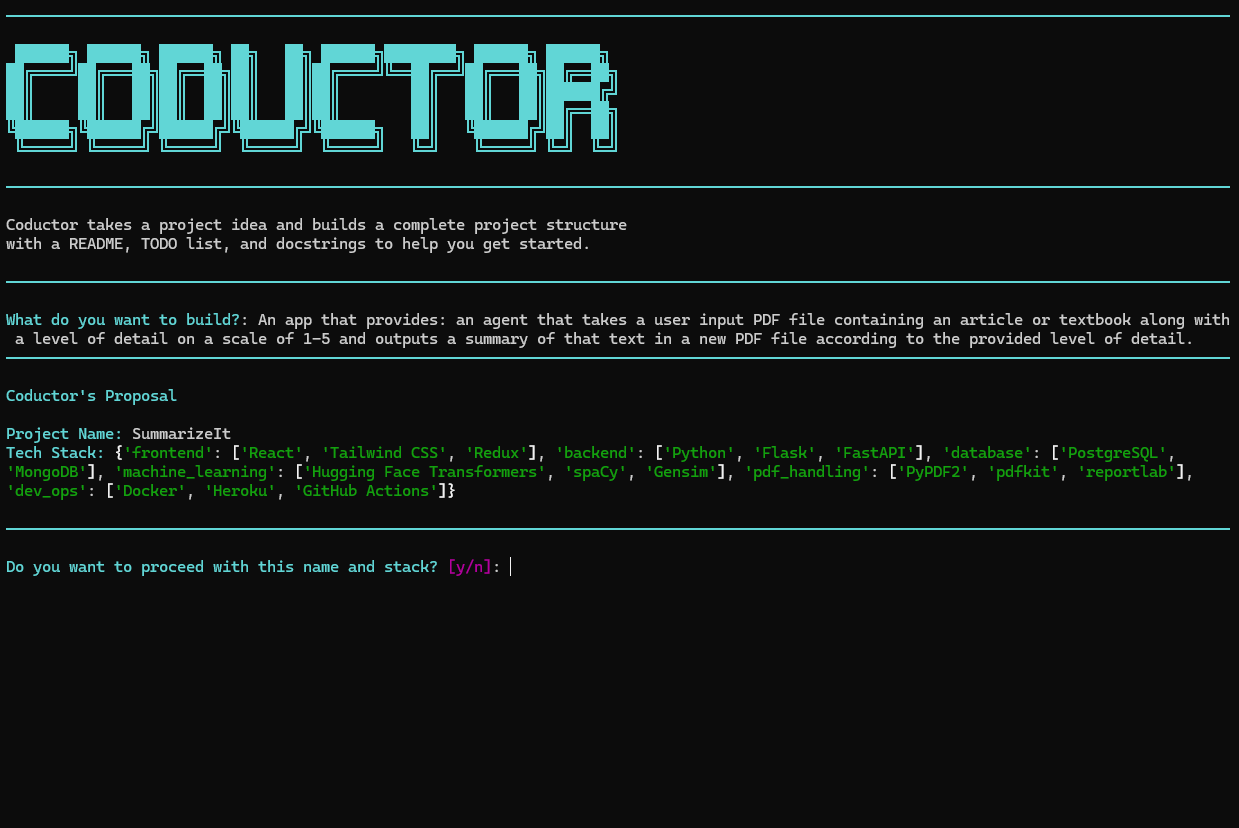 CODUCTOR
Coductor takes a project idea and builds a complete project structure
with a README, TODO list, and docstrings to help you get started.
What do you want to build?: An app that provides: an agent that takes a user input PDF file containing an article or textbook along with
a level of detail on a scale of 1-5 and outputs a summary of that text in a new PDF file according to the provided level of detail.
Coductor's Proposal
Project Name: SummarizeIt
Tech Stack: {'frontend': ['React', 'Tailwind CSS', 'Redux'], 'backend': ['Python', 'Flask', 'FastAPI'], 'database': ['PostgreSQL',
'MongoDB'], 'machine_learning': ['Hugging Face Transformers', 'spaCy', 'Gensim'], 'pdf_handling': ['PyPDF2', 'pdfkit', 'reportlab'],
'dev_ops': ['Docker', 'Heroku', 'GitHub Actions']}
Do you want to proceed with this name and stack? [y/n]: